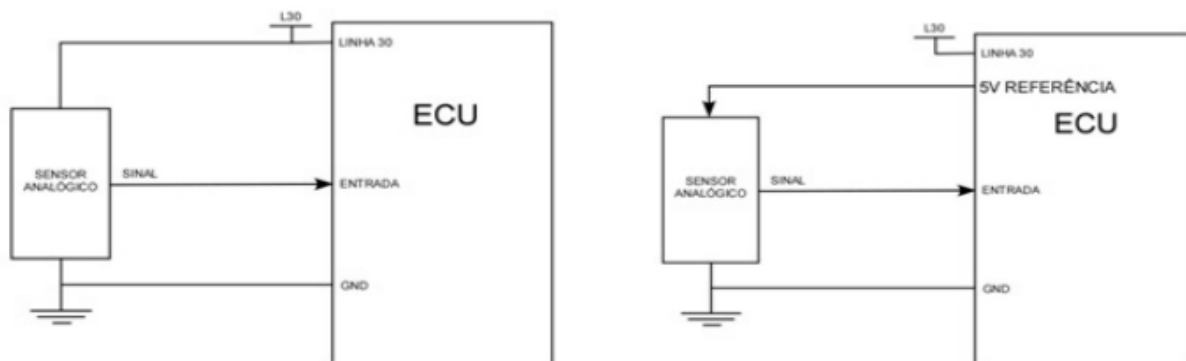 L30
LINHA 30
ECU
SENSOR
ANALÓGICO
SINAL
ENTRADA
GND
L30
LINHA 30
5V REFERÊNCIA
ECU
SENSOR
ANALÓGICO
SINAL
ENTRADA
GND